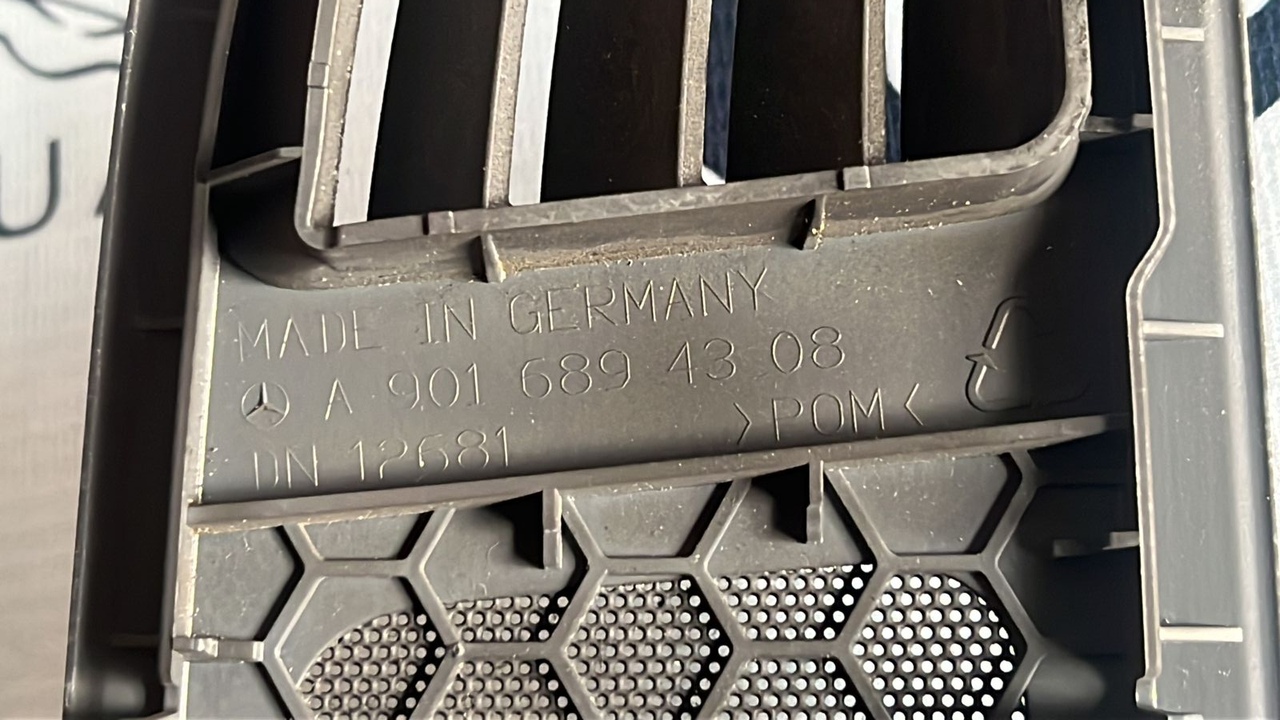 MADE IN GERMANY
A 901 689 43 08
DN 12681
>POM<